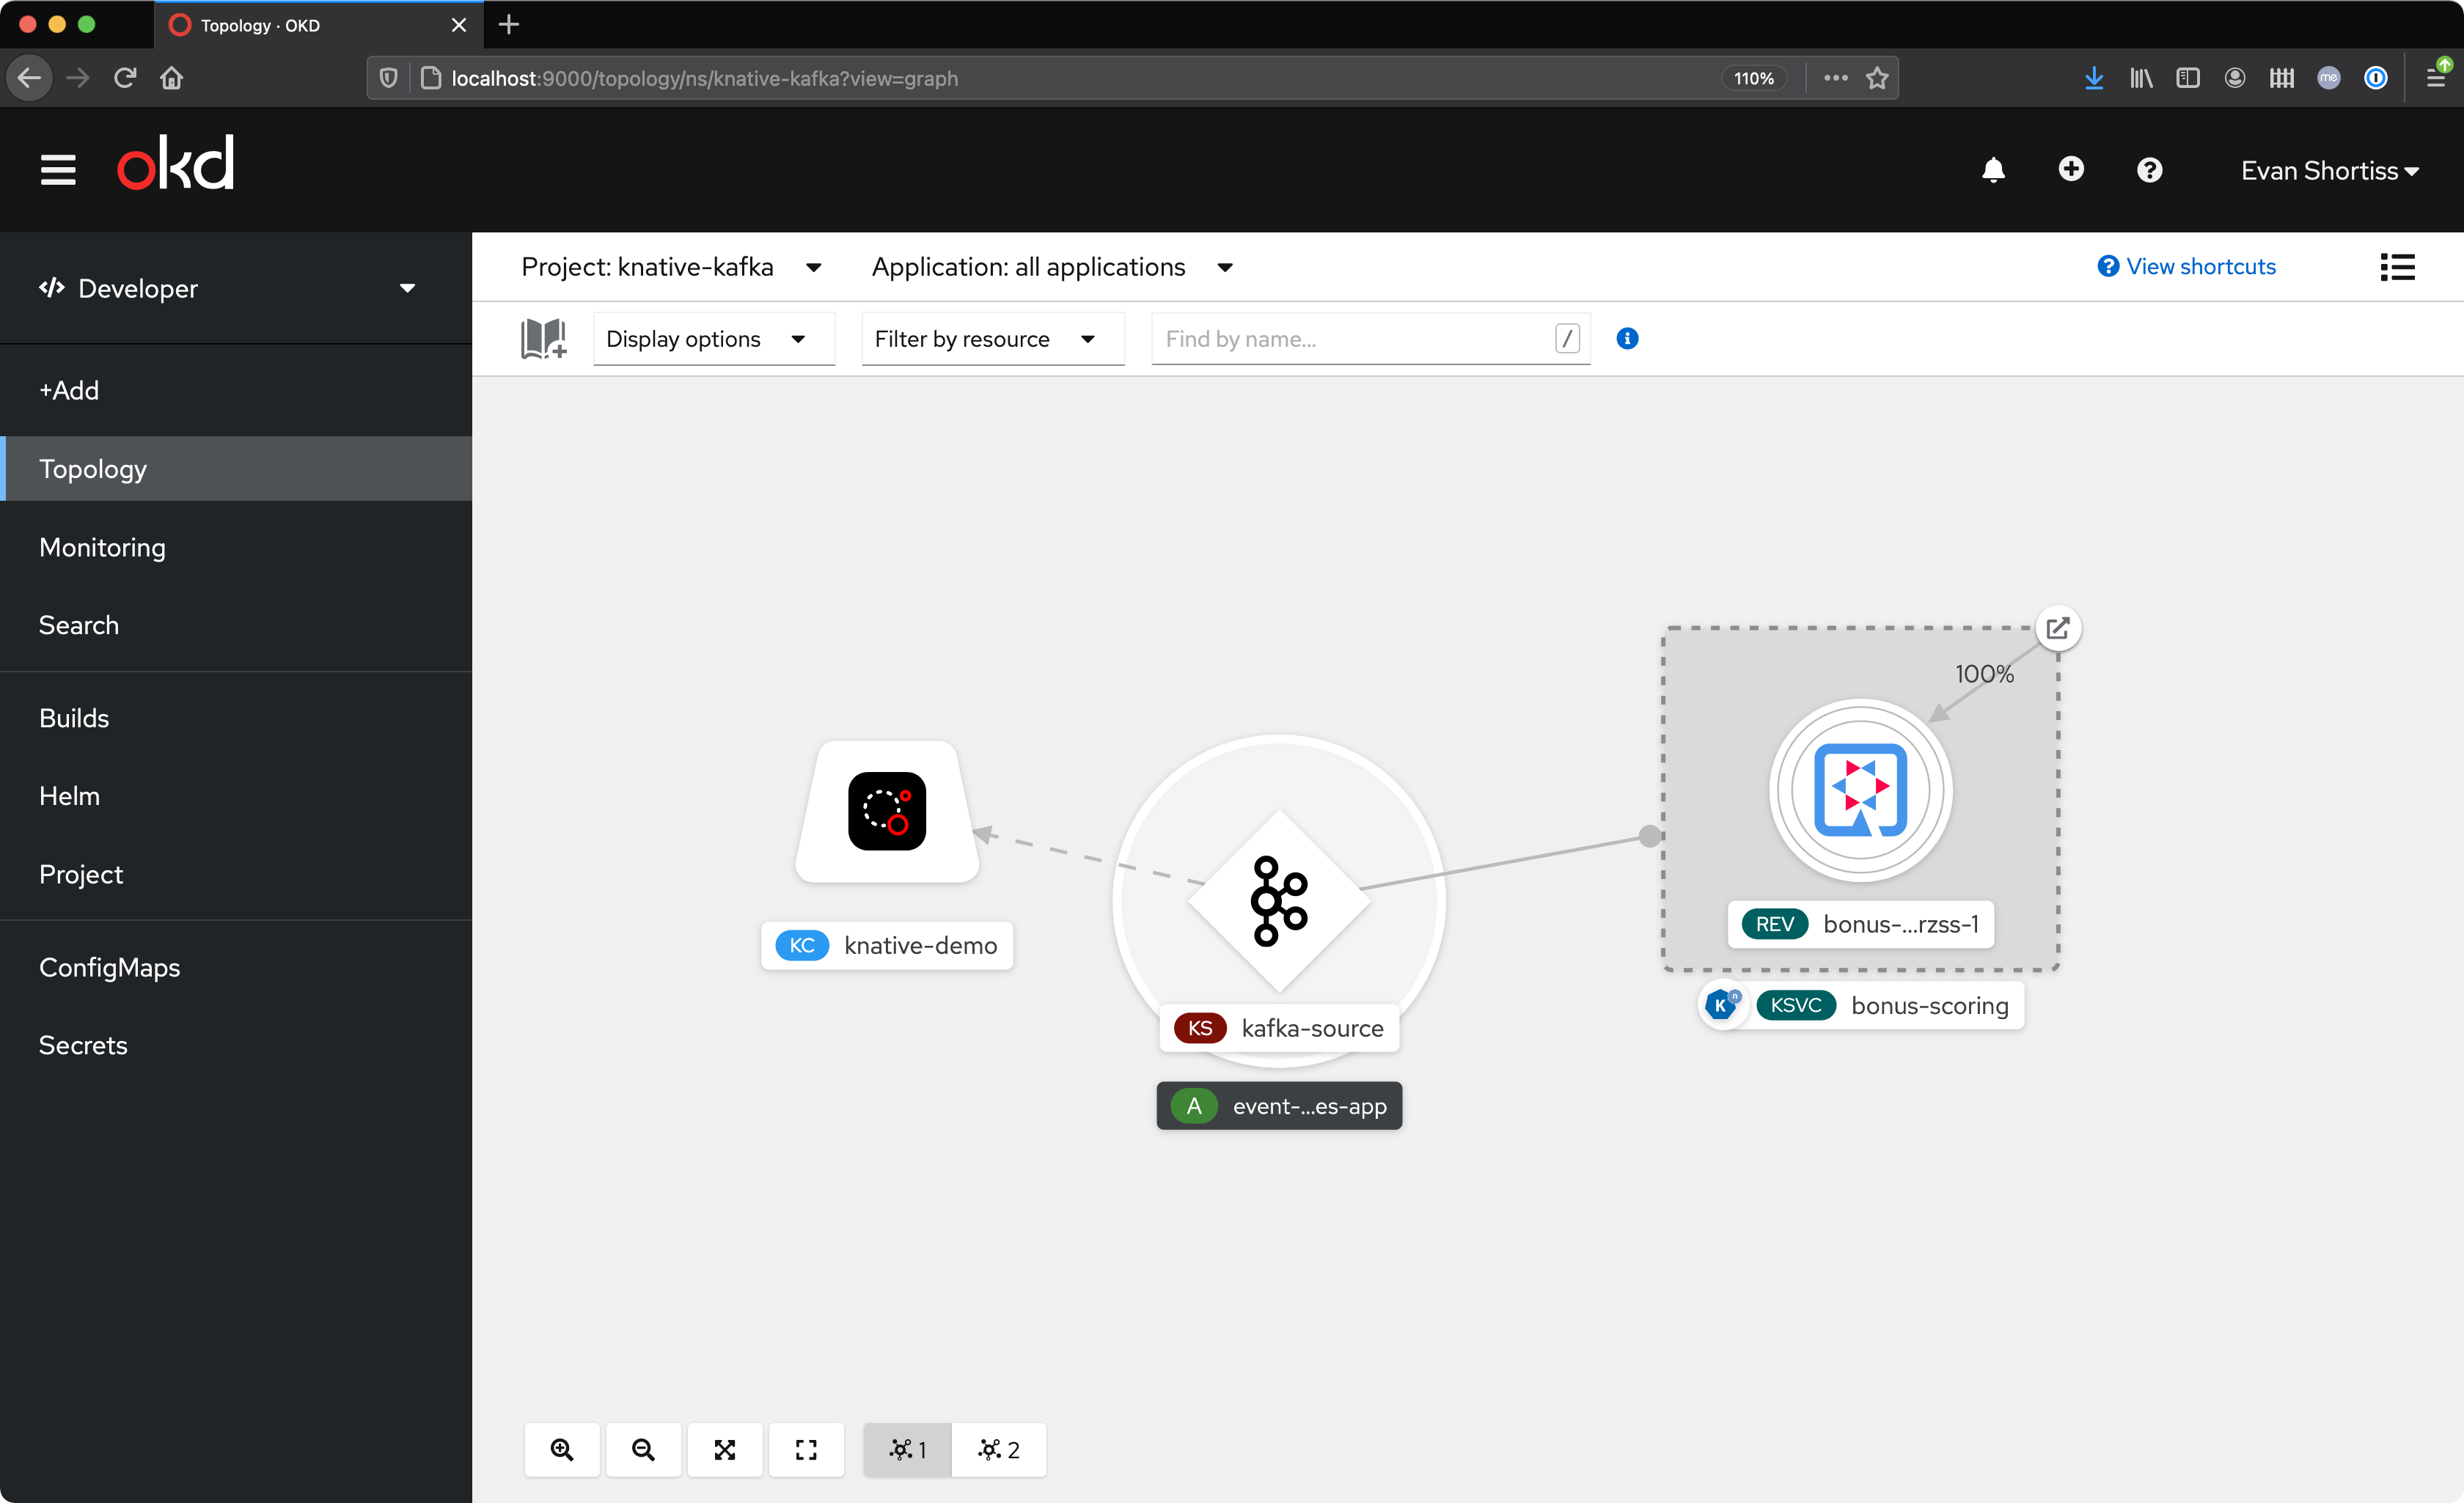 Topology · OKD
localhost:9000/topology/ns/knative-kafka?view=graph
110%
me
okd
Evan Shortiss
Developer
Project: knative-kafka
Application: all applications
View shortcuts
Display options
Filter by resource
Find by name...
/
+Add
Topology
Monitoring
Search
Builds
Helm
Project
ConfigMaps
Secrets
100%
KC knative-demo
KS kafka-source
A event-...es-app
REV bonus-...rzss-1
K n KSVC bonus-scoring
1
2